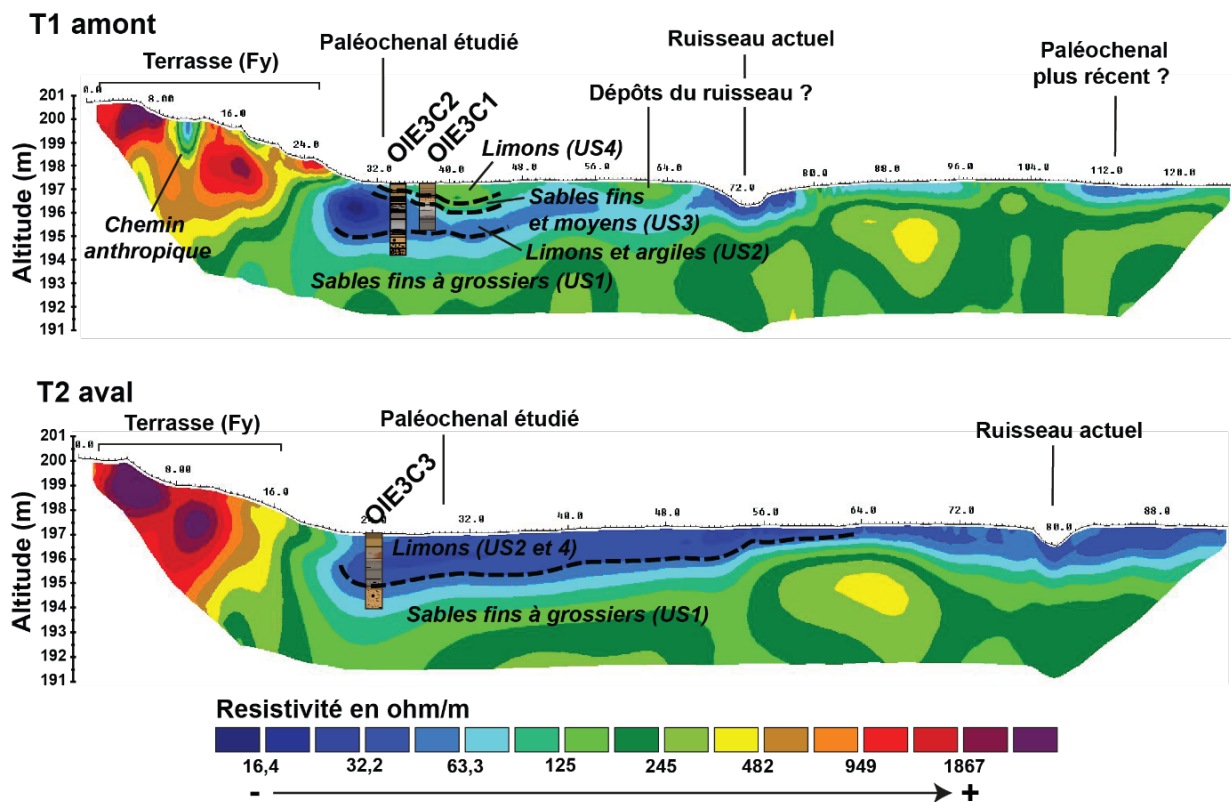 T1 amont
Paléochenal étudié
Ruisseau actuel
Paléochenal
plus récent ?
Terrasse (Fy)
Dépôts du ruisseau ?
OIE3C2
OIE3C1
Limons (US4)
Sables fins
et moyens (US3)
Limons et argiles (US2)
Sables fins à grossiers (US1)
Chemin
anthropique
0.0 8.00 16.0 24.0 32.0 40.0 48.0 56.0 64.0 72.0 80.0 88.0 96.0 104.0 112.0 128.0
Altitude (m)
201
200
199
198
197
196
195
194
193
192
191
T2 aval
Terrasse (Fy)
Paléochenal étudié
Ruisseau actuel
OIE3C3
Limons (US2 et 4)
Sables fins à grossiers (US1)
0.0 8.00 16.0 32.0 40.0 48.0 56.0 64.0 72.0 80.0 88.0
Altitude (m)
201
200
199
198
197
196
195
194
193
192
191
Resistivité en ohm/m
16,4 32,2 63,3 125 245 482 949 1867
- +